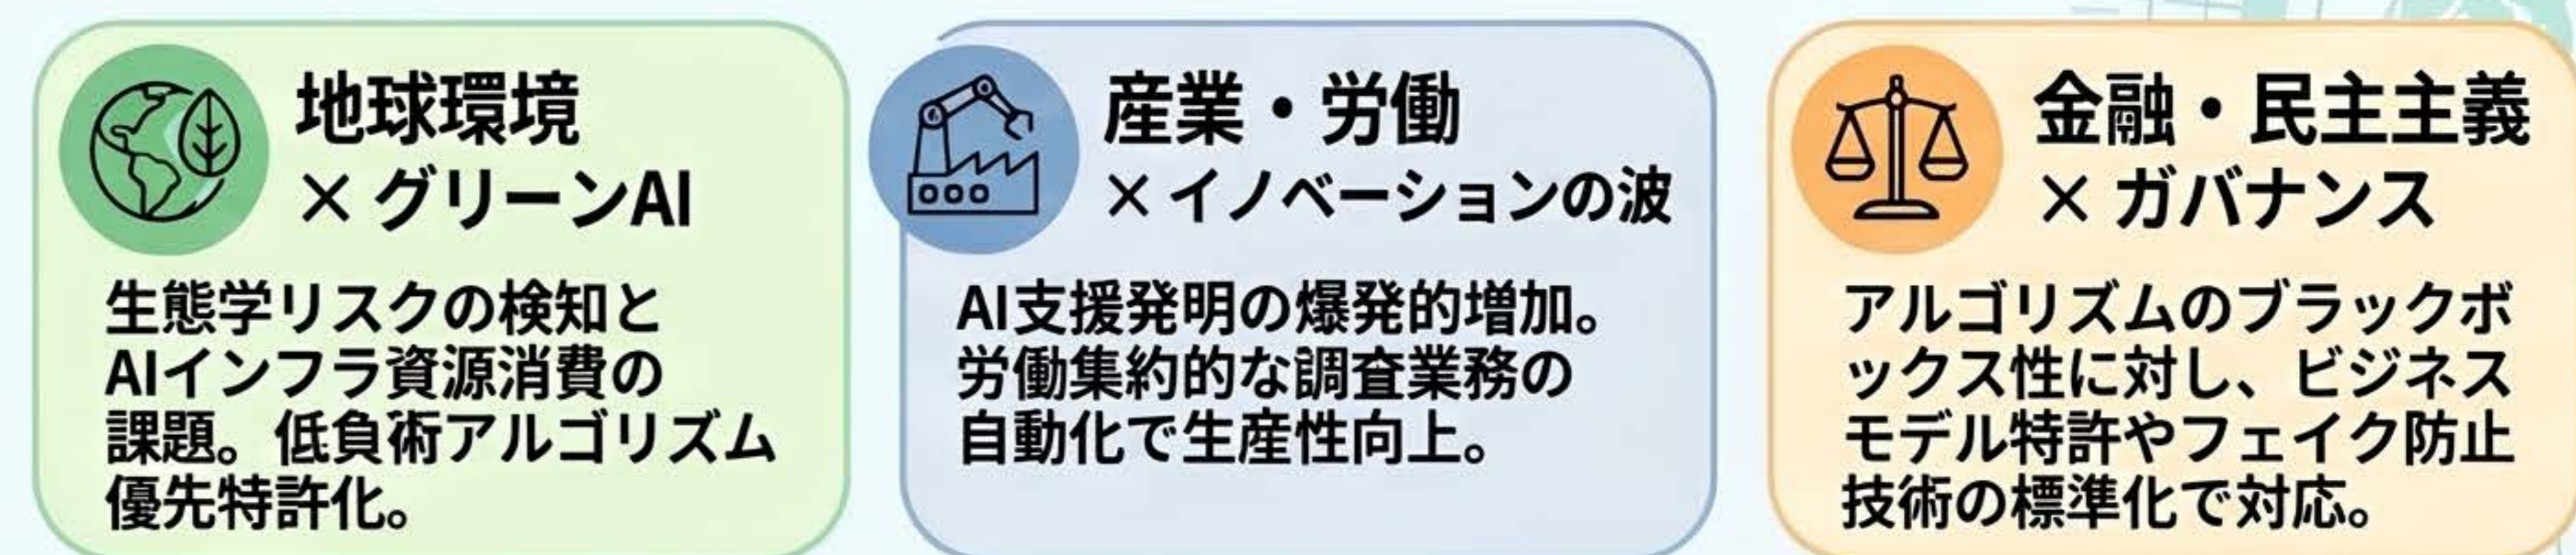 地球環境
× グリーンAI
生態学リスクの検知と
AIインフラ資源消費の
課題。低負術アルゴリズム
優先特許化。
産業・労働
× イノベーションの波
AI支援発明の爆発的増加。
労働集約的な調査業務の
自動化で生産性向上。
金融・民主主義
× ガバナンス
アルゴリズムのブラックボ
ックス性に対し、ビジネス
モデル特許やフェイク防止
技術の標準化で対応。